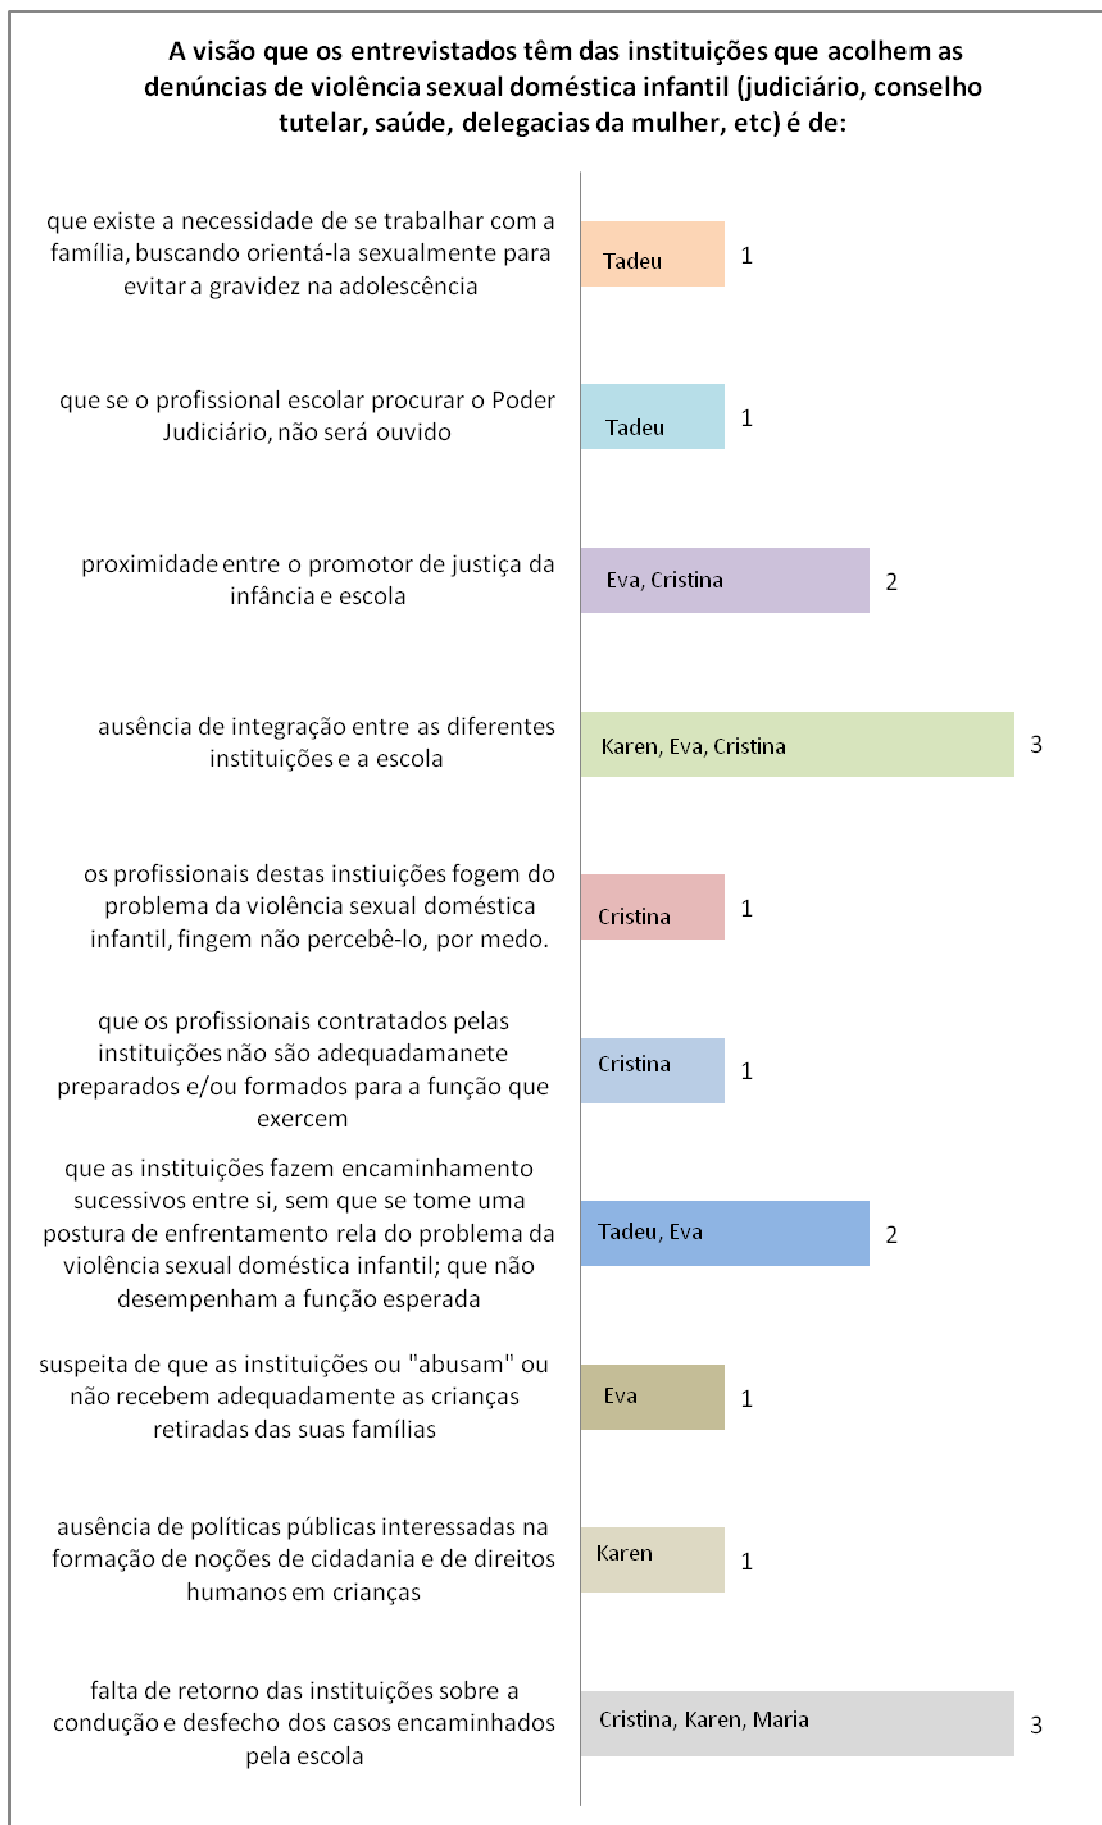 A visão que os entrevistados têm das instituições que acolhem as
denúncias de violência sexual doméstica infantil (judiciário, conselho
tutelar, saúde, delegacias da mulher, etc) é de:
que existe a necessidade de se trabalhar com a
família, buscando orientá-la sexualmente para
evitar a gravidez na adolescência
Tadeu
1
que se o profissional escolar procurar o Poder
Judiciário, não será ouvido
Tadeu
1
proximidade entre o promotor de justiça da
infância e escola
Eva, Cristina
2
ausência de integração entre as diferentes
instituições e a escola
Karen, Eva, Cristina
3
os profissionais destas instiuições fogem do
problema da violência sexual doméstica
infantil, fingem não percebê-lo, por medo.
Cristina
1
que os profissionais contratados pelas
instituições não são adequadamanete
preparados e/ou formados para a função que
exercem
Cristina
1
que as instituições fazem encaminhamento
sucessivos entre si, sem que se tome uma
postura de enfrentamento rela do problema da
violência sexual doméstica infantil; que não
desempenham a função esperada
Tadeu, Eva
2
suspeita de que as instituições ou "abusam" ou
não recebem adequadamente as crianças
retiradas das suas famílias
Eva
1
ausência de políticas públicas interessadas na
formação de noções de cidadania e de direitos
humanos em crianças
Karen
1
falta de retorno das instituições sobre a
condução e desfecho dos casos encaminhados
pela escola
Cristina, Karen, Maria
3